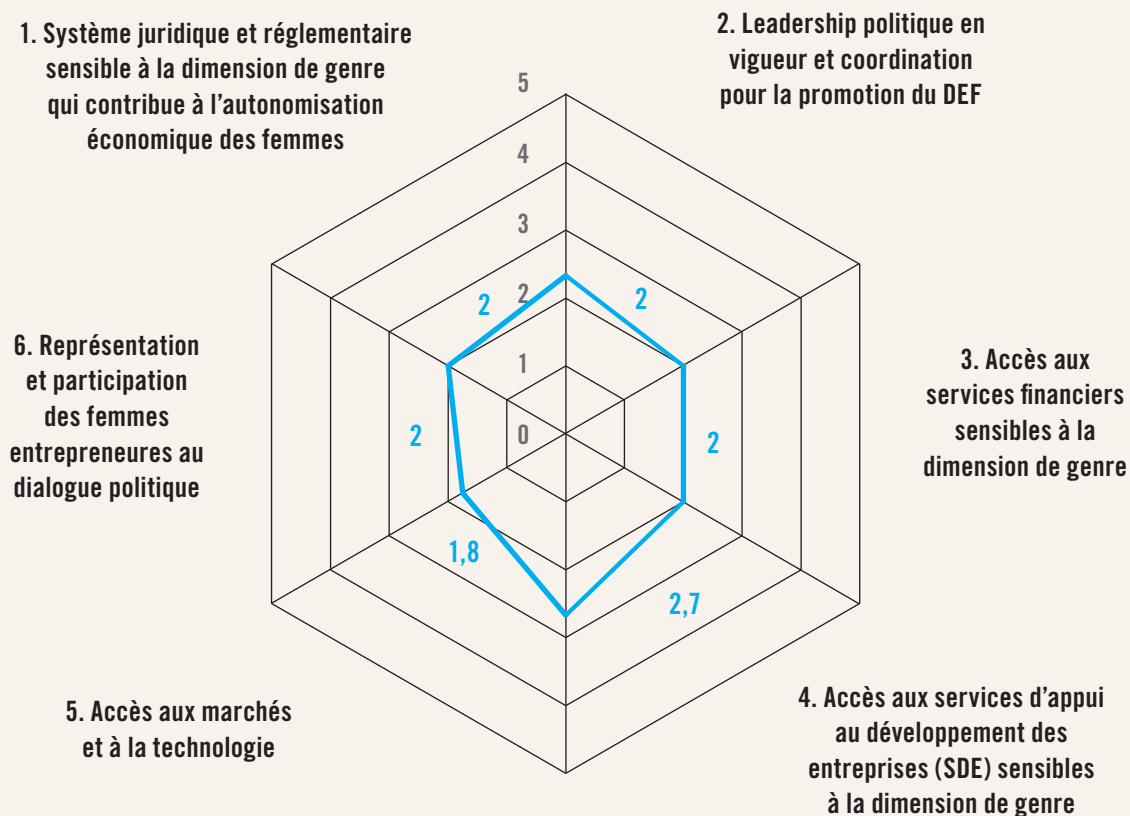 1. Système juridique et réglementaire
sensible à la dimension de genre
qui contribue à l'autonomisation
économique des femmes
2. Leadership politique en
vigueur et coordination
pour la promotion du DEF
5
4
3
2
1
0
2
2
2
2
1,8
2,7
6. Représentation
et participation
des femmes
entrepreneures au
dialogue politique
3. Accès aux
services financiers
sensibles à la
dimension de genre
5. Accès aux marchés
et à la technologie
4. Accès aux services d'appui
au développement des
entreprises (SDE) sensibles
à la dimension de genre